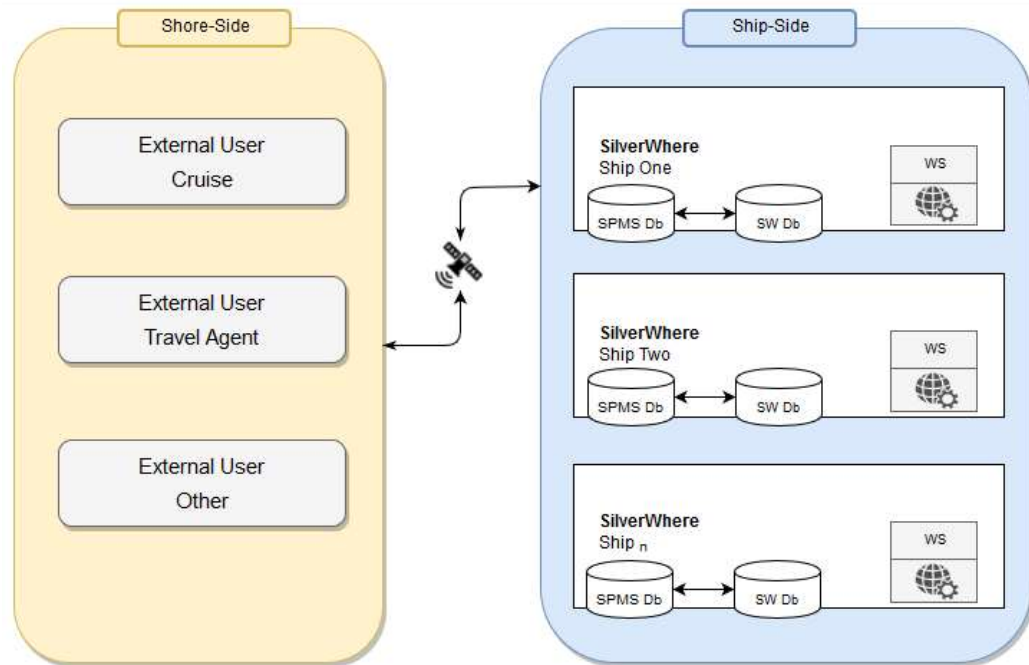 Shore-Side
External User
Cruise
External User
Travel Agent
External User
Other
Ship-Side
SilverWhere
Ship One
SPMS Db
SW Db
WS
SilverWhere
Ship Two
SPMS Db
SW Db
WS
SilverWhere
Ship n
SPMS Db
SW Db
WS